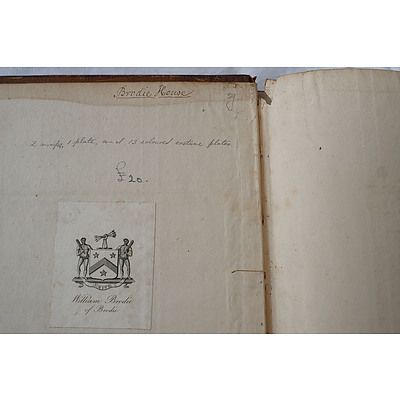 Brodie House
2 maps, 1 plate, and 13 coloured costume plates
£20.
William Brodie
of Brodie